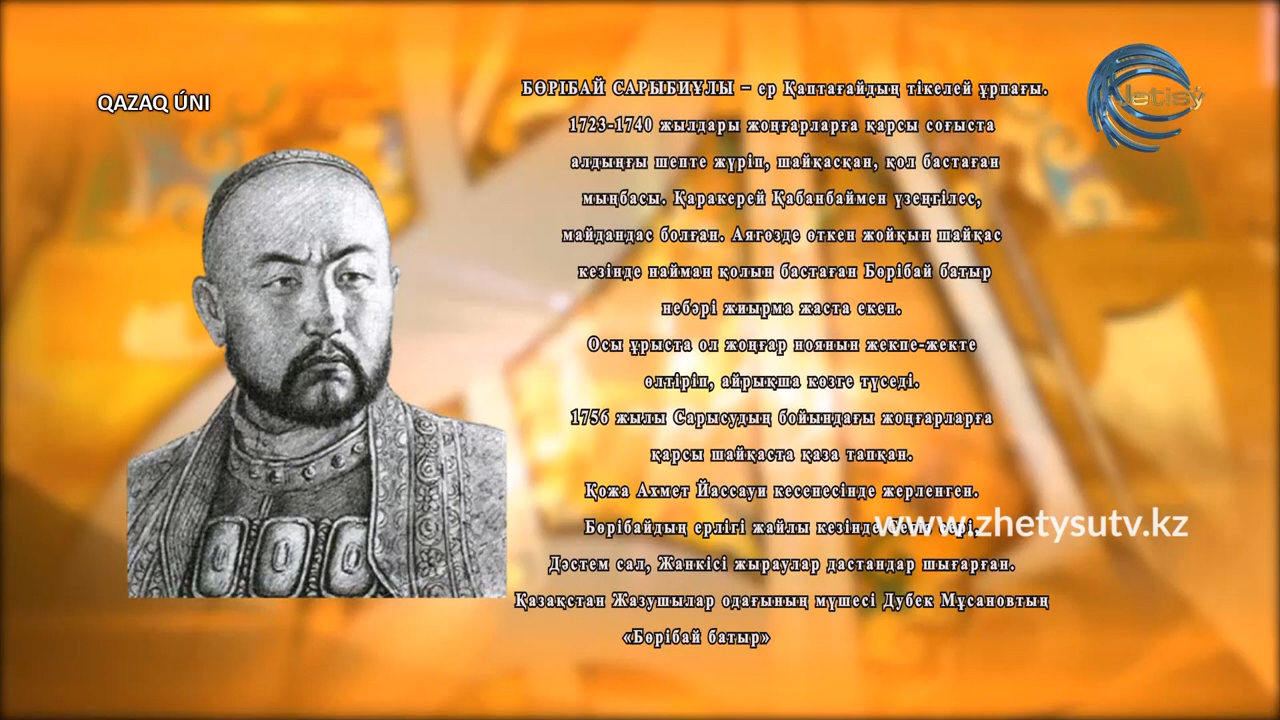 QAZAQ ÚNI
Jetisý
БӨРІБАЙ САРЫБИҰЛЫ – ер Қаптағайдың тікелей ұрпағы.
1723-1740 жылдары жоңғарларға қарсы соғыста
алдыңғы шепте жүріп, шайқасқан, қол бастаған
мыңбасы. Қаракерей Қабанбаймен үзеңгілес,
майдандас болған. Аягөзде өткен жойқын шайқас
кезінде найман қолын бастаған Бөрібай батыр
небәрі жиырма жаста екен.
Осы ұрыста ол жоңғар ноянын жекпе-жекте
өлтіріп, айрықша көзге түседі.
1756 жылы Сарысудың бойындағы жоңғарларға
қарсы шайқаста қаза тапқан.
Қожа Ахмет Йассауи кесенесінде жерленген.
Бөрібайдың ерлігі жайлы кезінде
www.zhetysutv.kz
Дәстем сал, Жанкісі жыраулар дастандар шығарған.
Қазақстан Жазушылар одағының мүшесі Дубек Мұсановтың
«Бөрібай батыр»